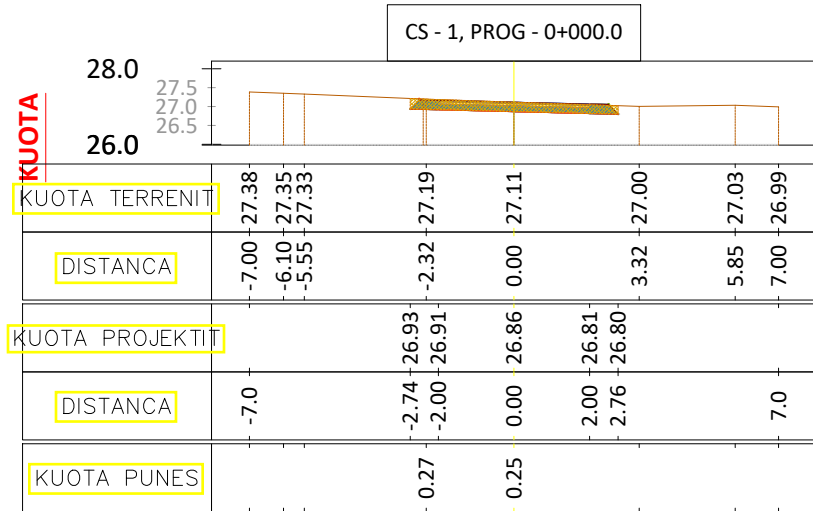 CS - 1, PROG - 0+000.0
KUOTA
28.0
27.5
27.0
26.5
26.0
KUOTA TERRENIT 27.38 27.35 27.33 27.19 27.11 27.00 27.03 26.99
DISTANCA -7.00 -6.10 -5.55 -2.32 0.00 3.32 5.85 7.00
KUOTA PROJEKTIT 26.93 26.91 26.86 26.81 26.80
DISTANCA -7.0 -2.74 -2.00 0.00 2.00 2.76 7.0
KUOTA PUNES 0.27 0.25